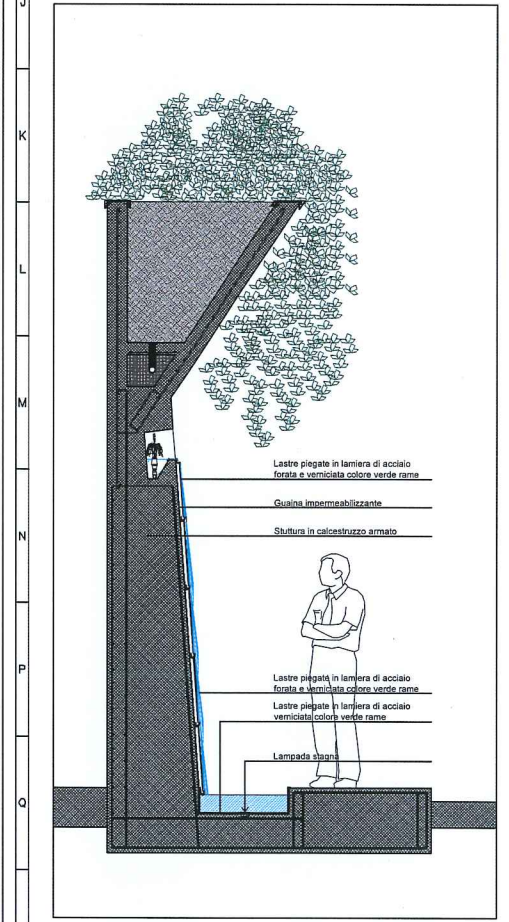 J
K
L
M
Lastre piegate in lamiera di acciaio
forata e verniciata colore verde rame
Guaina impermeabilizzante
N
Stuttura in calcestruzzo armato
P
Lastre piegate in lamiera di acciaio
forata e verniciata colore verde rame
Lastre piegate in lamiera di acciaio
verniciata colore verde rame
Lampada stagna
Q